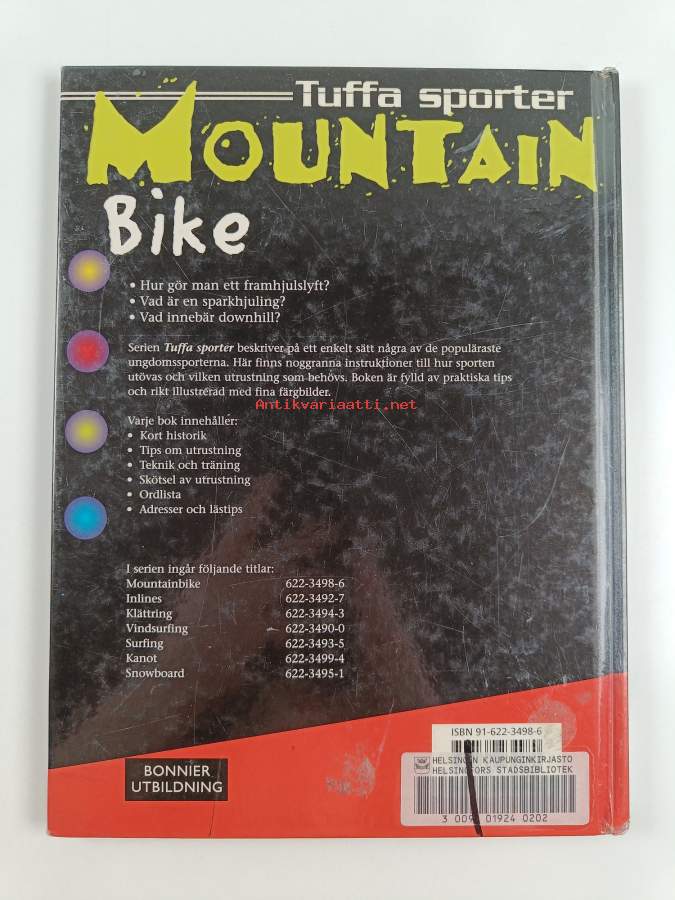 Tuffa sporter
MOUNTAIN
Bike
• Hur gör man ett framhjulslyft?
• Vad är en sparkhjuling?
• Vad innebär downhill?
Serien Tuffa sporter beskriver på ett enkelt sätt några av de populäraste
ungdomssporterna. Här finns noggranna instruktioner till hur sporten
utövas och vilken utrustning som behövs. Boken är fylld av praktiska tips
och rikt illustrerad med fina färgbilder.
Antikvariaatti.net
Varje bok innehåller:
• Kort historik
• Tips om utrustning
• Teknik och träning
• Skötsel av utrustning
• Ordlista
• Adresser och lästips
I serien ingår följande titlar:
Mountainbike 622-3498-6
Inlines 622-3492-7
Klättring 622-3494-3
Vindsurfing 622-3490-0
Surfing 622-3493-5
Kanot 622-3499-4
Snowboard 622-3495-1
ISBN 91-622-3498-6
HELSINGIN KAUPUNGINKIRJASTO
HELSINGFORS STADSBIBLIOTEK
01924 0202
BONNIER
UTBILDNING